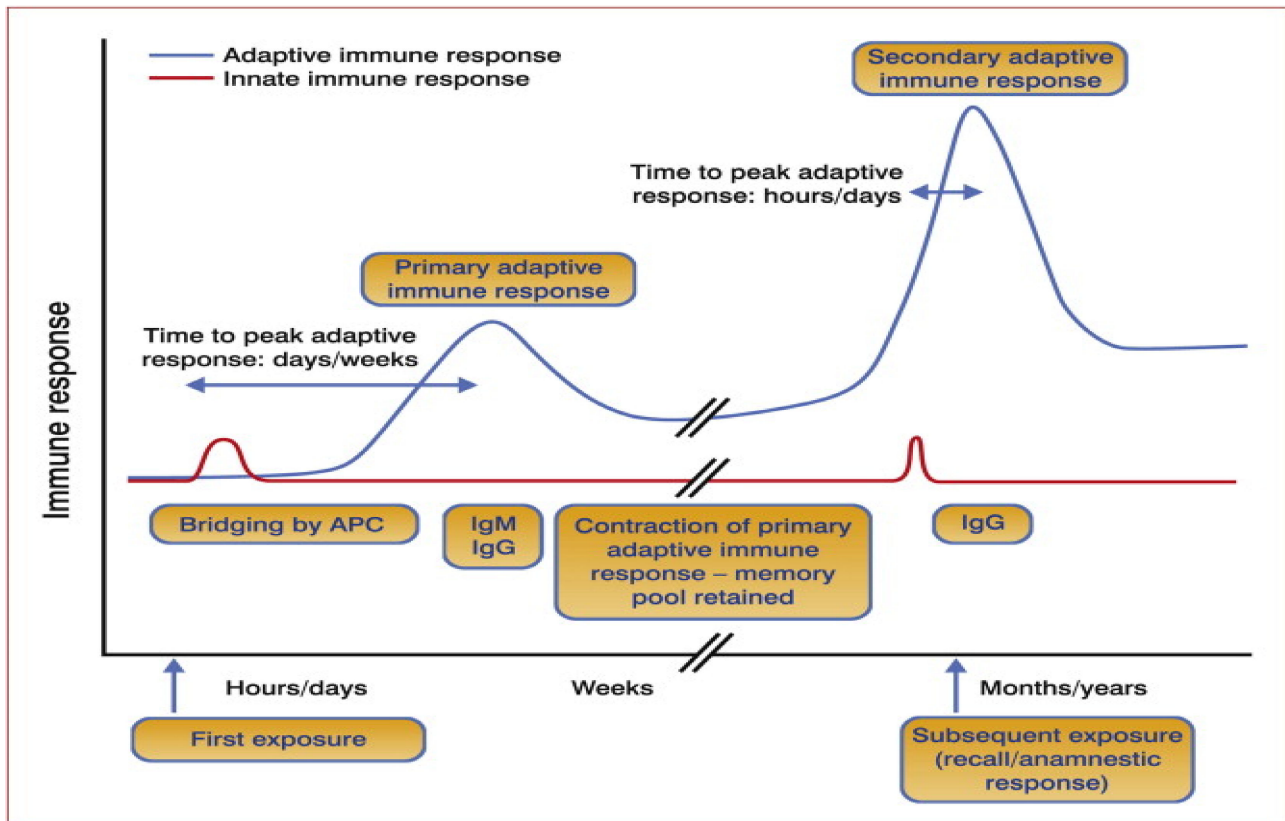 Adaptive immune response
Innate immune response
Secondary adaptive
immune response
Time to peak adaptive
response: hours/days
Primary adaptive
immune response
Time to peak adaptive
response: days/weeks
Immune response
Bridging by APC
IgM
IgG
Contraction of primary
adaptive immune
response – memory
pool retained
IgG
Hours/days
Weeks
Months/years
First exposure
Subsequent exposure
(recall/anamnestic
response)